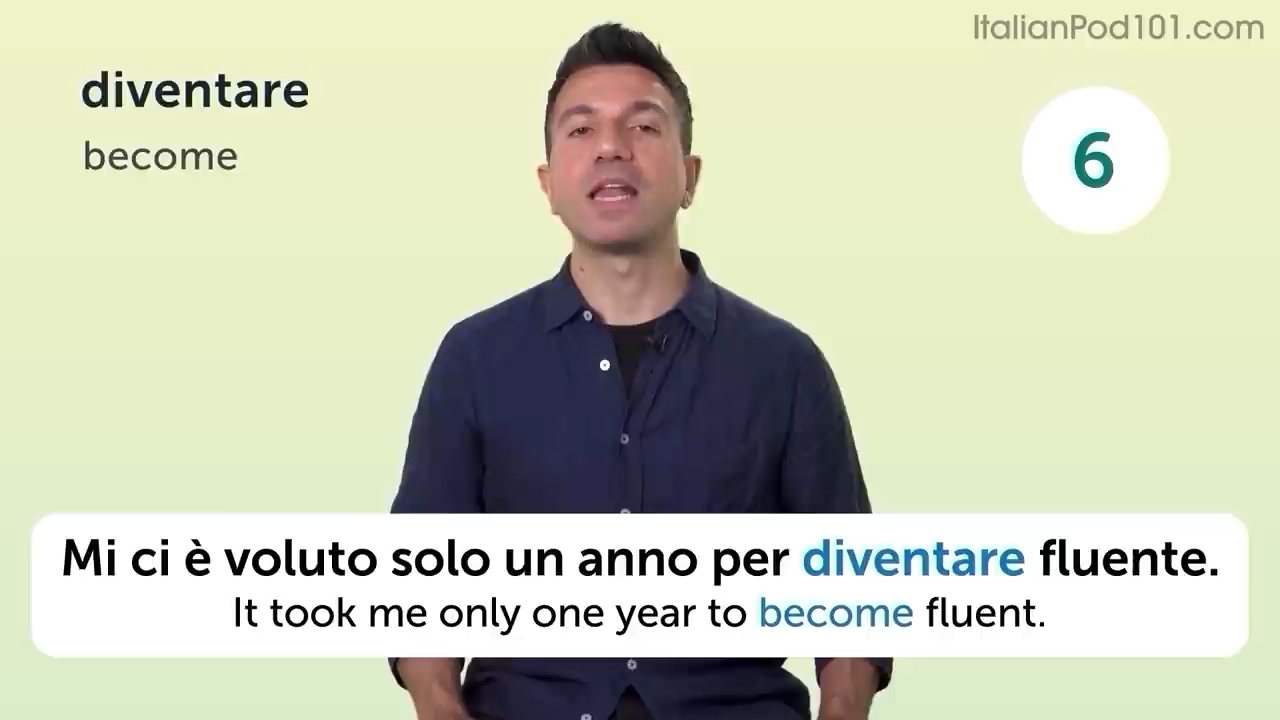 ItalianPod101.com
diventare
become
6
Mi ci è voluto solo un anno per diventare fluente.
It took me only one year to become fluent.